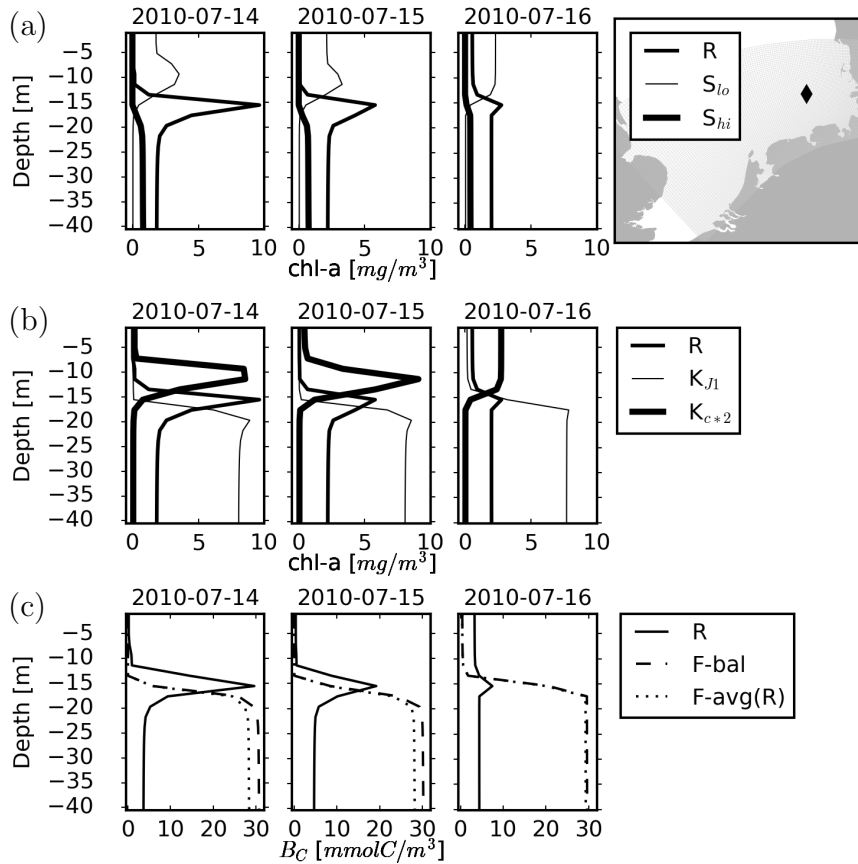 (a)
2010-07-14 2010-07-15 2010-07-16
Depth [m]
−5
−10
−15
−20
−25
−30
−35
−40
0 5 10 0 5 10 0 5 10
chl-a [mg/m³]
R
S_lo
S_hi
(b)
2010-07-14 2010-07-15 2010-07-16
Depth [m]
−5
−10
−15
−20
−25
−30
−35
−40
0 5 10 0 5 10 0 5 10
chl-a [mg/m³]
R
K_J1
K_c*2
(c)
2010-07-14 2010-07-15 2010-07-16
Depth [m]
−5
−10
−15
−20
−25
−30
−35
−40
0 10 20 30 0 10 20 30 0 10 20 30
B_C [mmolC/m³]
R
F-bal
F-avg(R)